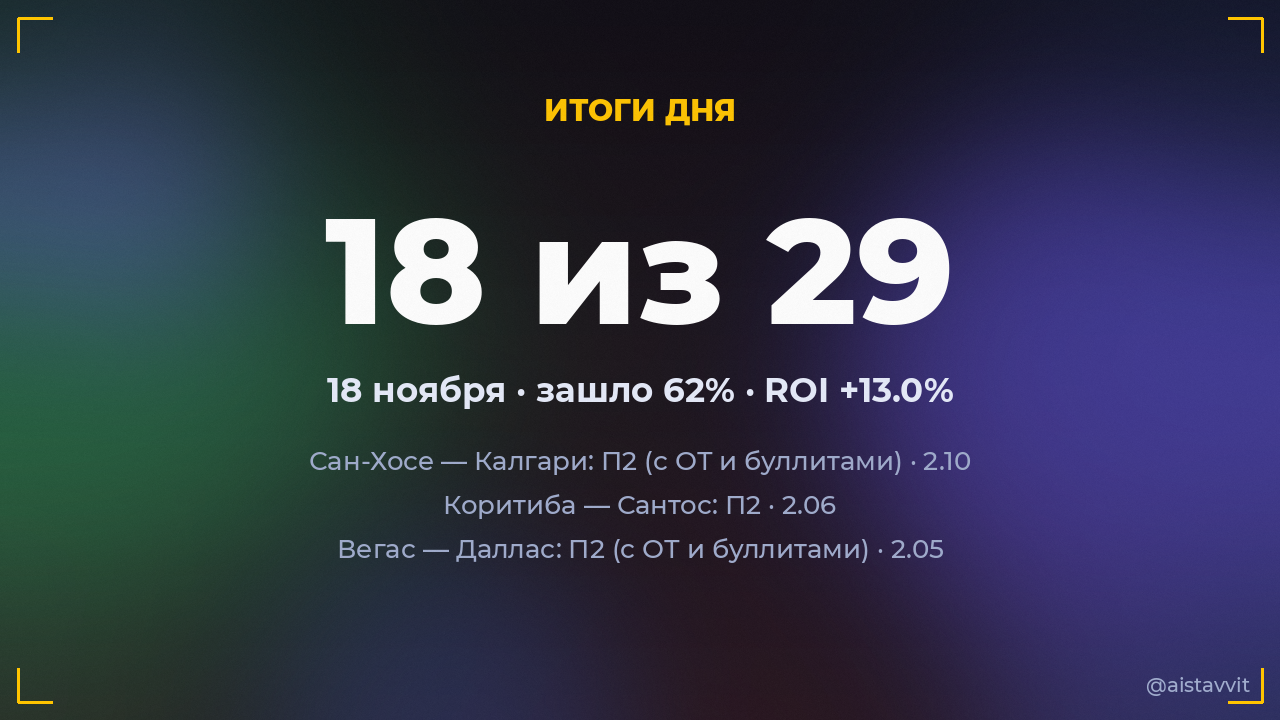 ИТОГИ ДНЯ
18 из 29
18 ноября · зашло 62% · ROI +13.0%
Сан-Хосе — Калгари: П2 (с ОТ и буллитами) · 2.10
Коритиба — Сантос: П2 · 2.06
Вегас — Даллас: П2 (с ОТ и буллитами) · 2.05
@aistavvit